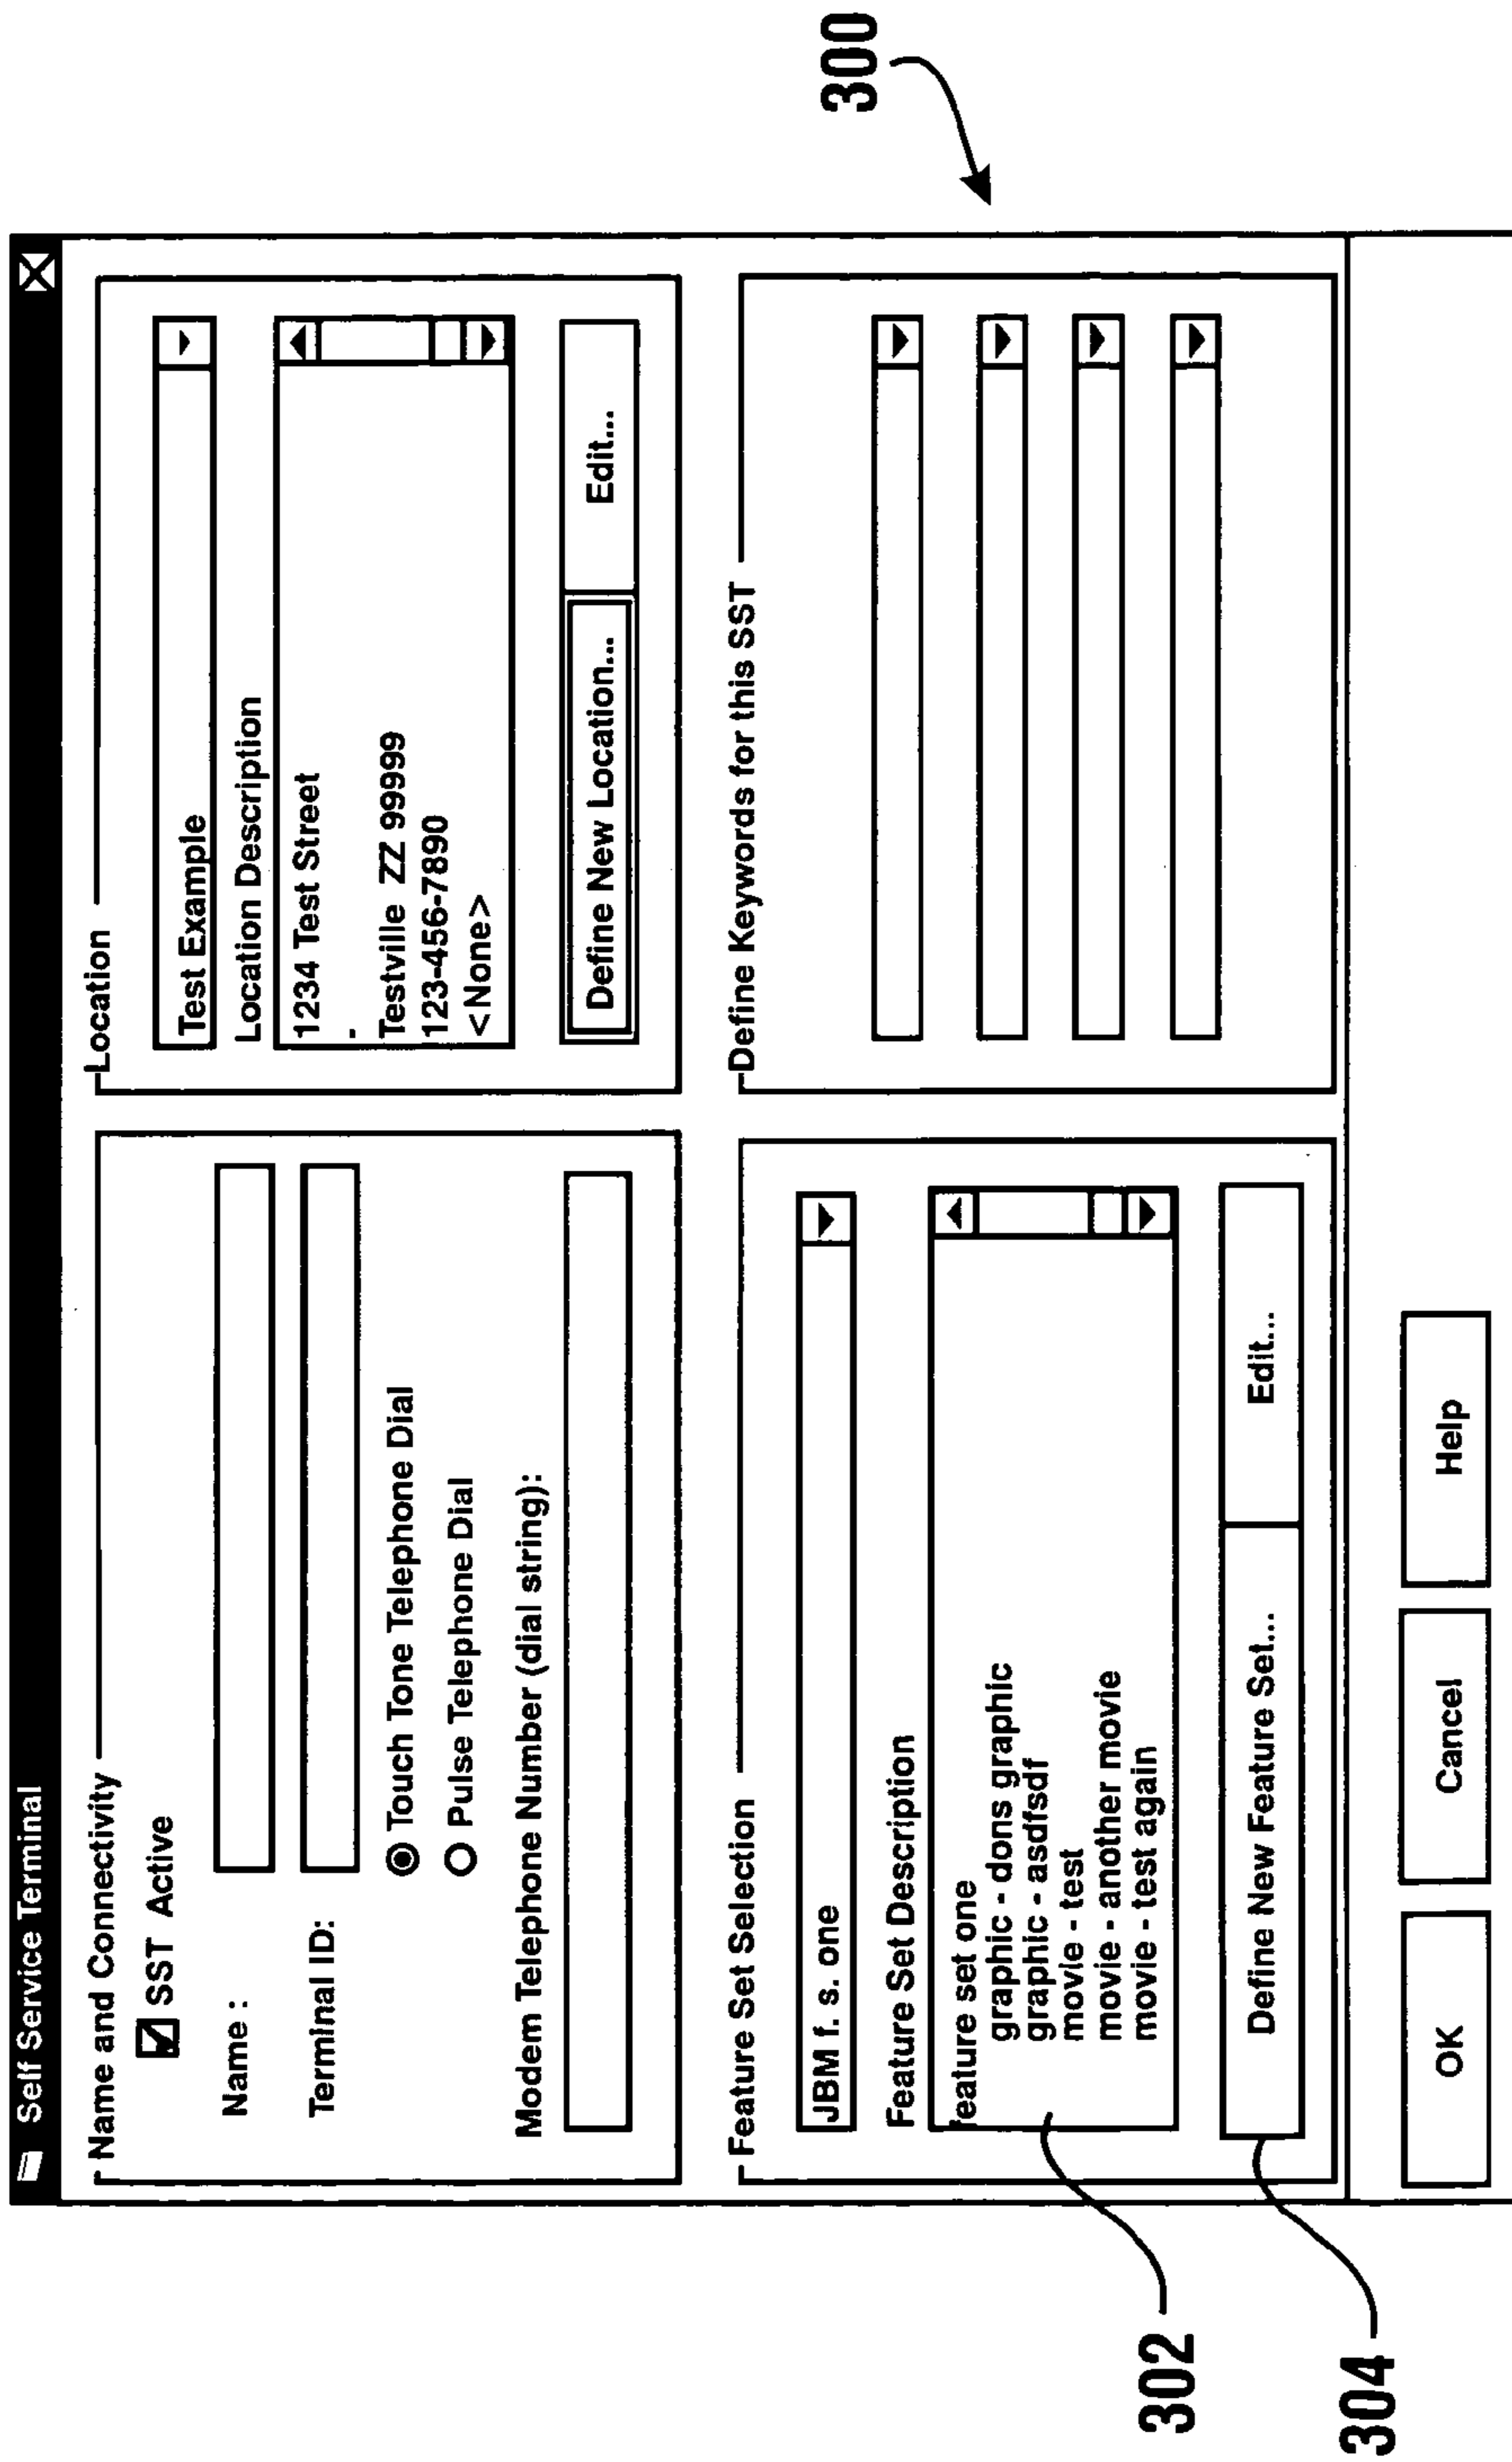 Self Service Terminal
Name and Connectivity
SST Active
Name :
Terminal ID:
Touch Tone Telephone Dial
Pulse Telephone Dial
Modem Telephone Number (dial string):
Location
Test Example
Location Description
1234 Test Street
-
Testville ZZ 99999
123-456-7890
<None>
Define New Location...
Edit...
Feature Set Selection
JBM f. s. one
Feature Set Description
feature set one
graphic - dons graphic
graphic - asdfsdf
movie - test
movie - another movie
movie - test again
Define New Feature Set...
Edit...
Define Keywords for this SST
OK
Cancel
Help
300
302
304